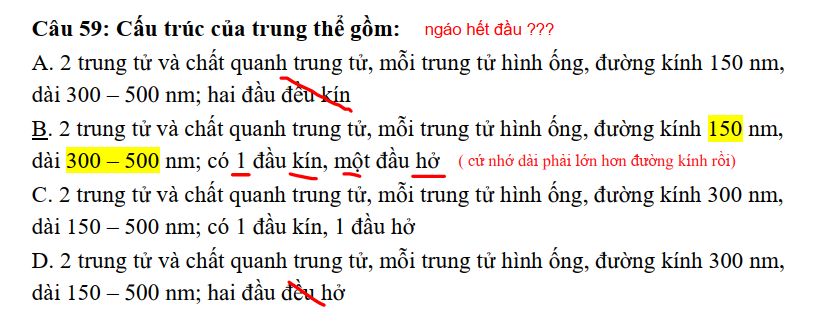 Câu 59: Cấu trúc của trung thể gồm: ngáo hết đầu ???
A. 2 trung tử và chất quanh trung tử, mỗi trung tử hình ống, đường kính 150 nm,
dài 300 – 500 nm; hai đầu đều kín
B. 2 trung tử và chất quanh trung tử, mỗi trung tử hình ống, đường kính 150 nm,
dài 300 – 500 nm; có 1 đầu kín, một đầu hở ( cứ nhớ dài phải lớn hơn đường kính rồi)
C. 2 trung tử và chất quanh trung tử, mỗi trung tử hình ống, đường kính 300 nm,
dài 150 – 500 nm; có 1 đầu kín, 1 đầu hở
D. 2 trung tử và chất quanh trung tử, mỗi trung tử hình ống, đường kính 300 nm,
dài 150 – 500 nm; hai đầu đều hở